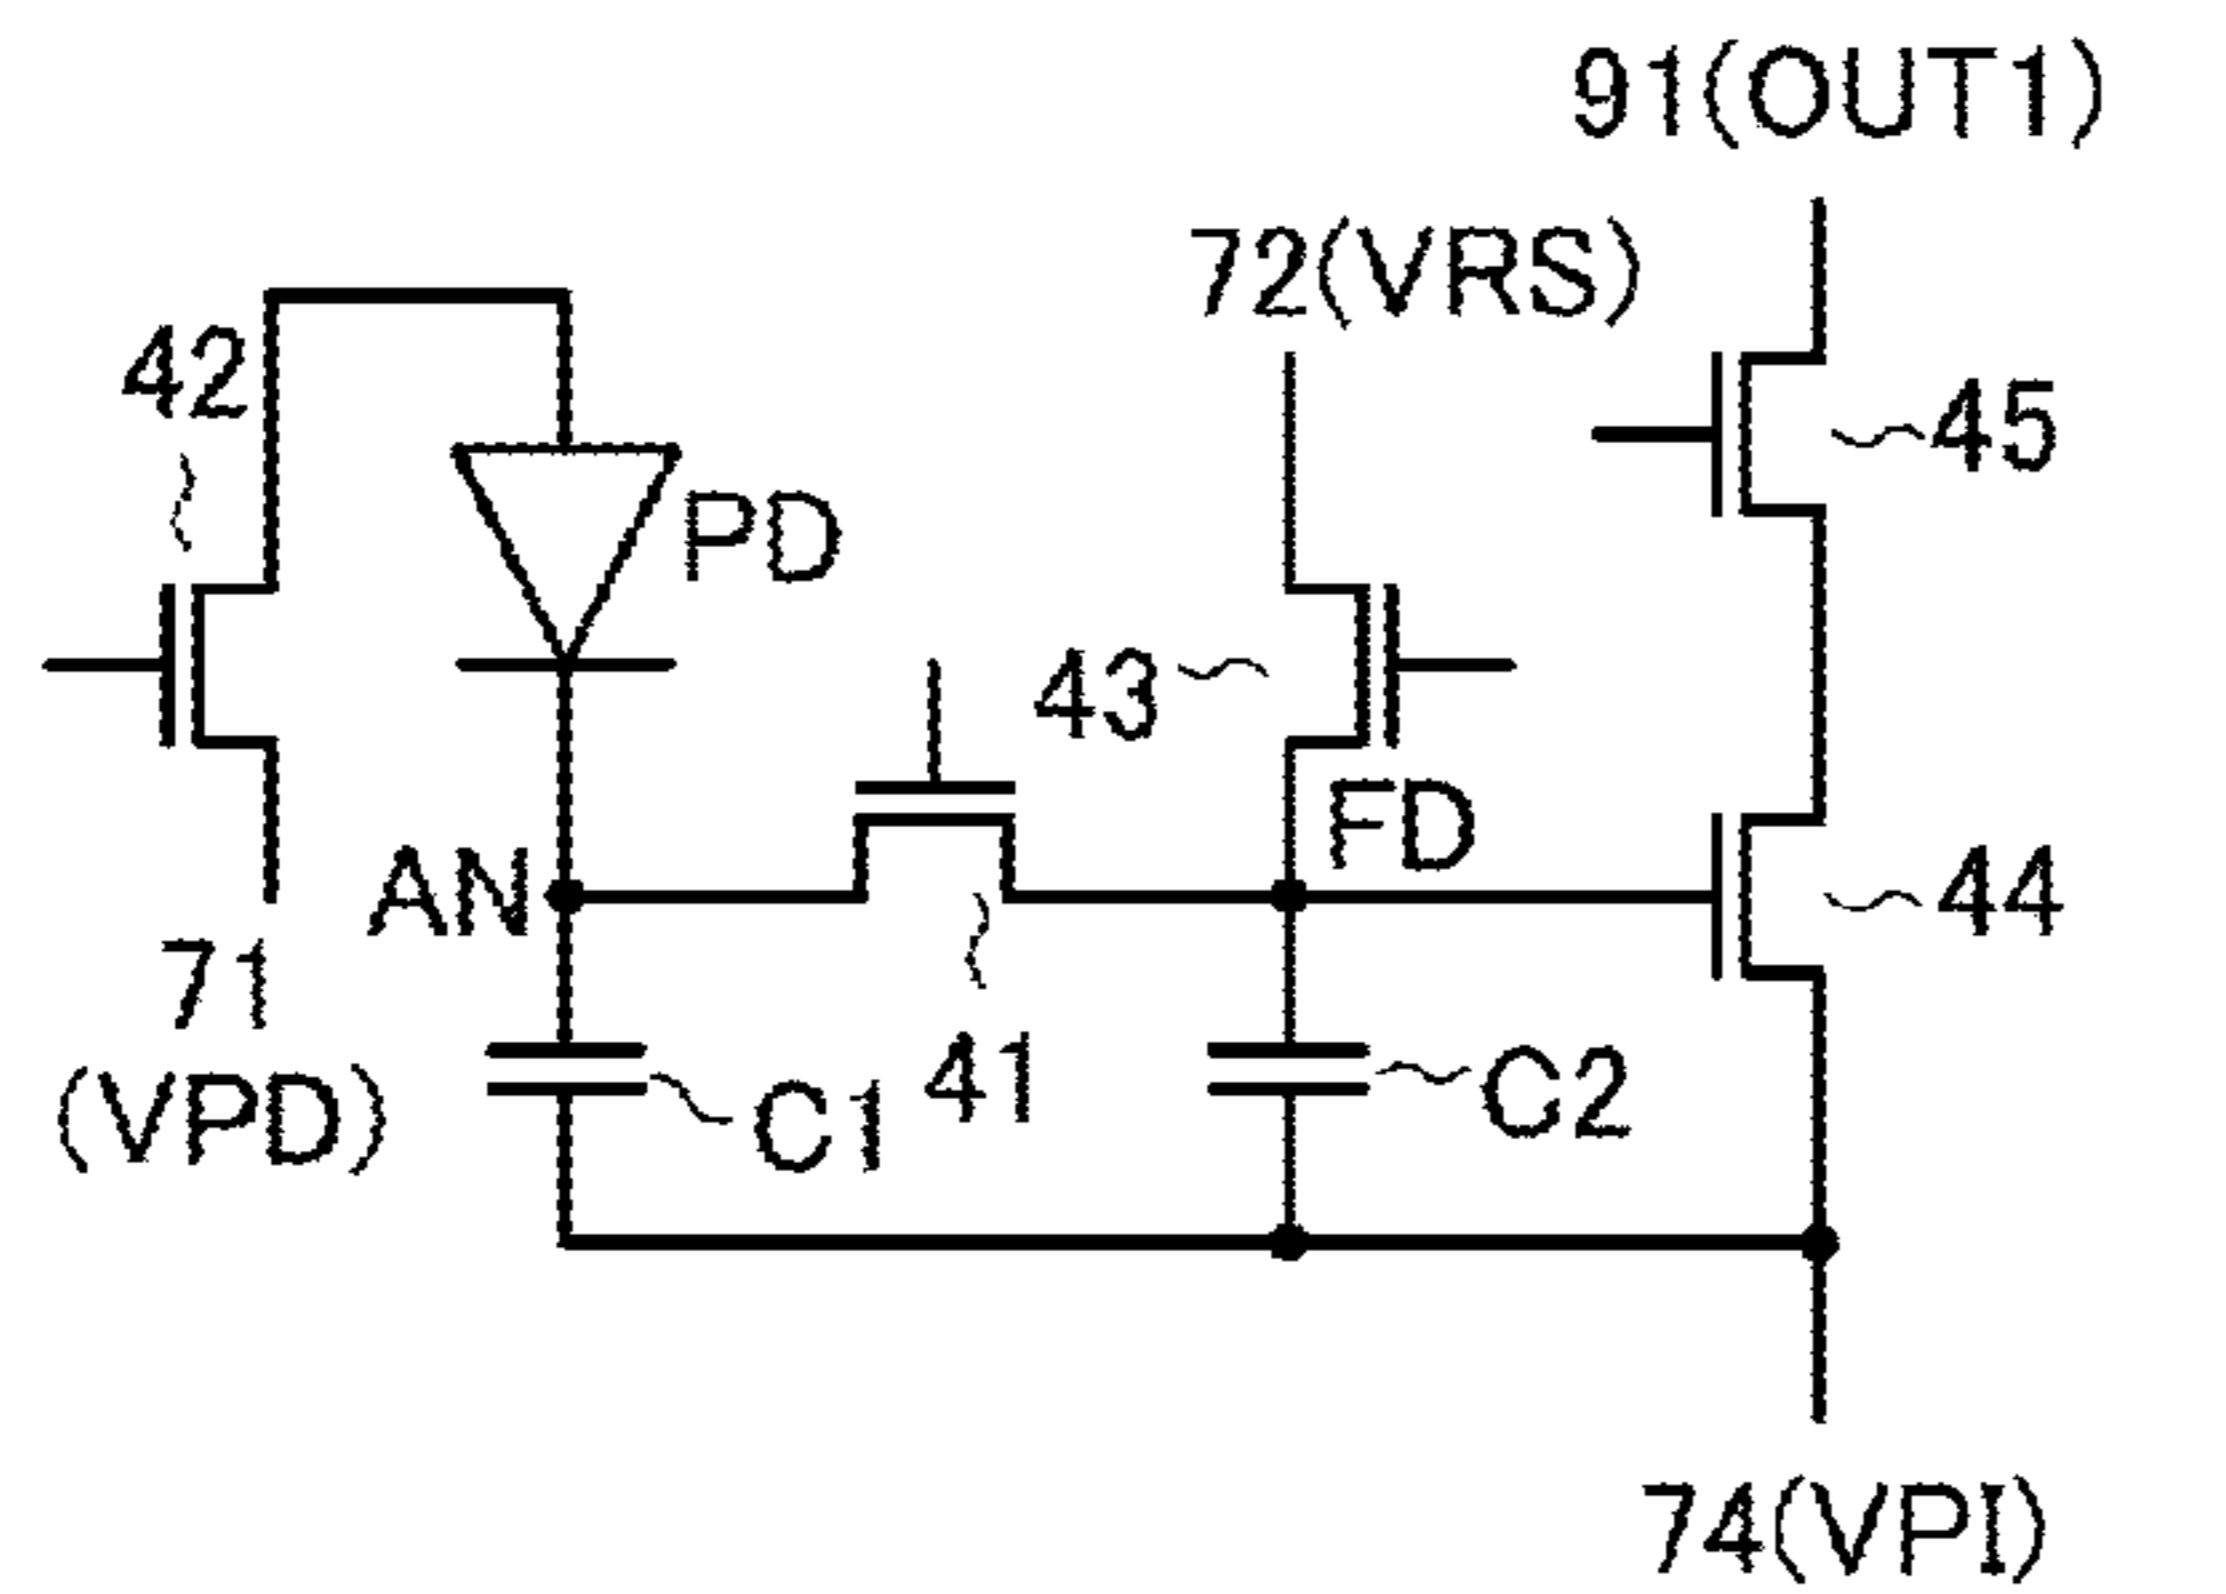 91(OUT1)
72(VRS)
42
45
PD
43
FD
AN
44
71
(VPD)
C1
41
C2
74(VPI)